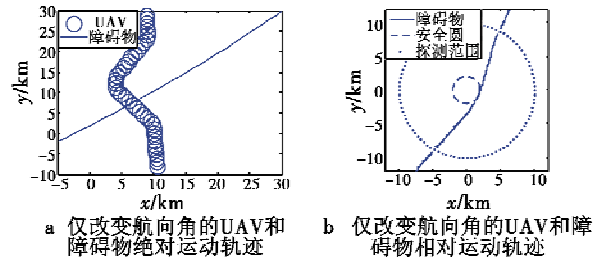 UAV
障碍物
y/km
30
25
20
15
10
5
0
-5
-10
-5 0 5 10 15 20 25 30
x/km
a 仅改变航向角的UAV和
障碍物绝对运动轨迹
障碍物
安全圆
探测范围
y/km
10
5
0
-5
-10
-10 -5 0 5 10
x/km
b 仅改变航向角的UAV和障
碍物相对运动轨迹